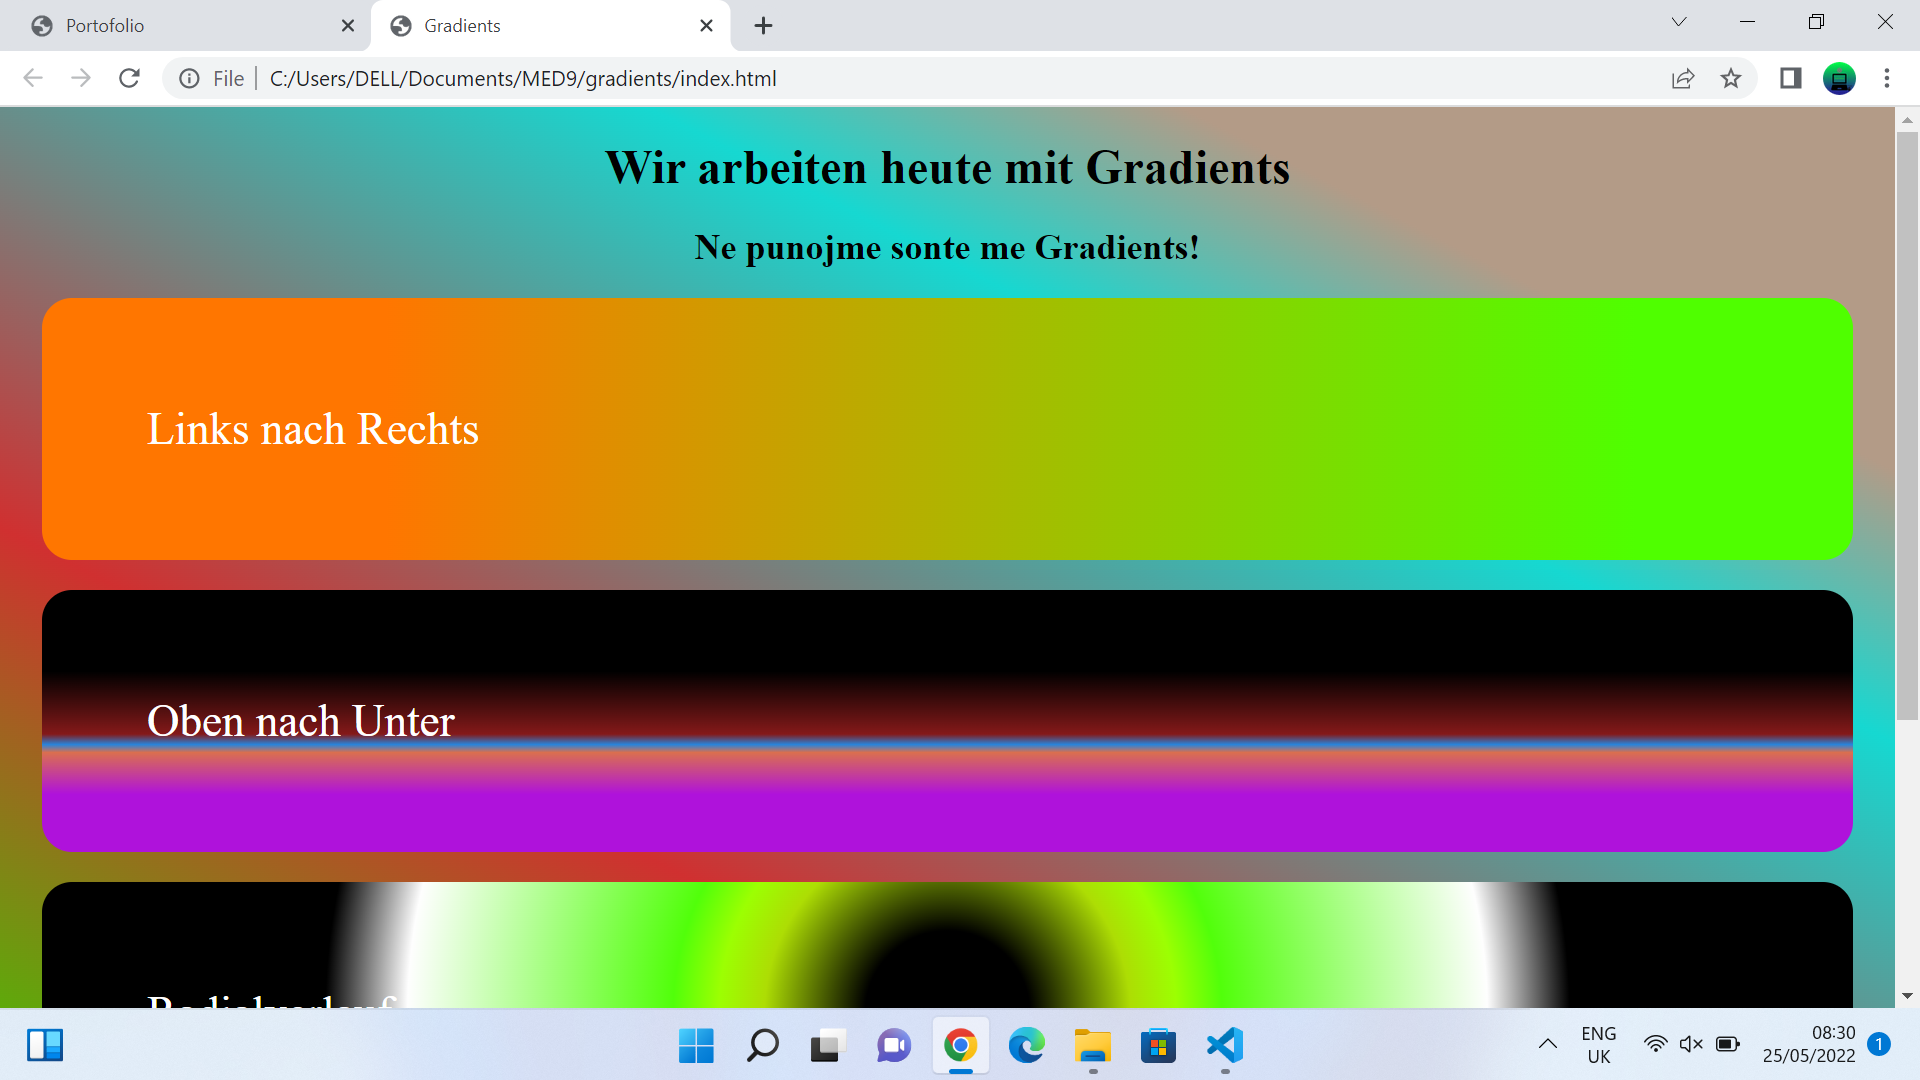 Portofolio
Gradients
File
C:/Users/DELL/Documents/MED9/gradients/index.html
Wir arbeiten heute mit Gradients
Ne punojme sonte me Gradients!
Links nach Rechts
Oben nach Unter
Radialverlauf
ENG
UK
08:30
25/05/2022
1